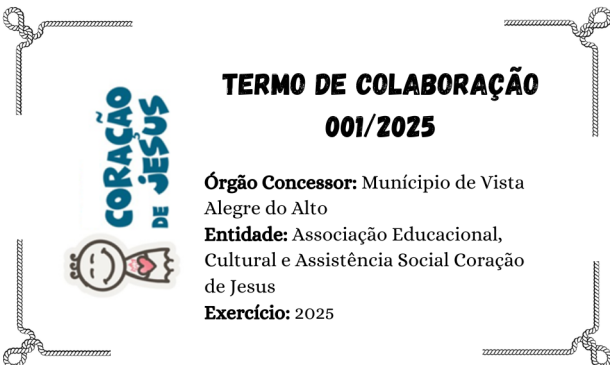 TERMO DE COLABORAÇÃO
001/2025
CORAÇÃO
DE JESUS
Órgão Concessor: Munícipio de Vista
Alegre do Alto
Entidade: Associação Educacional,
Cultural e Assistência Social Coração
de Jesus
Exercício: 2025